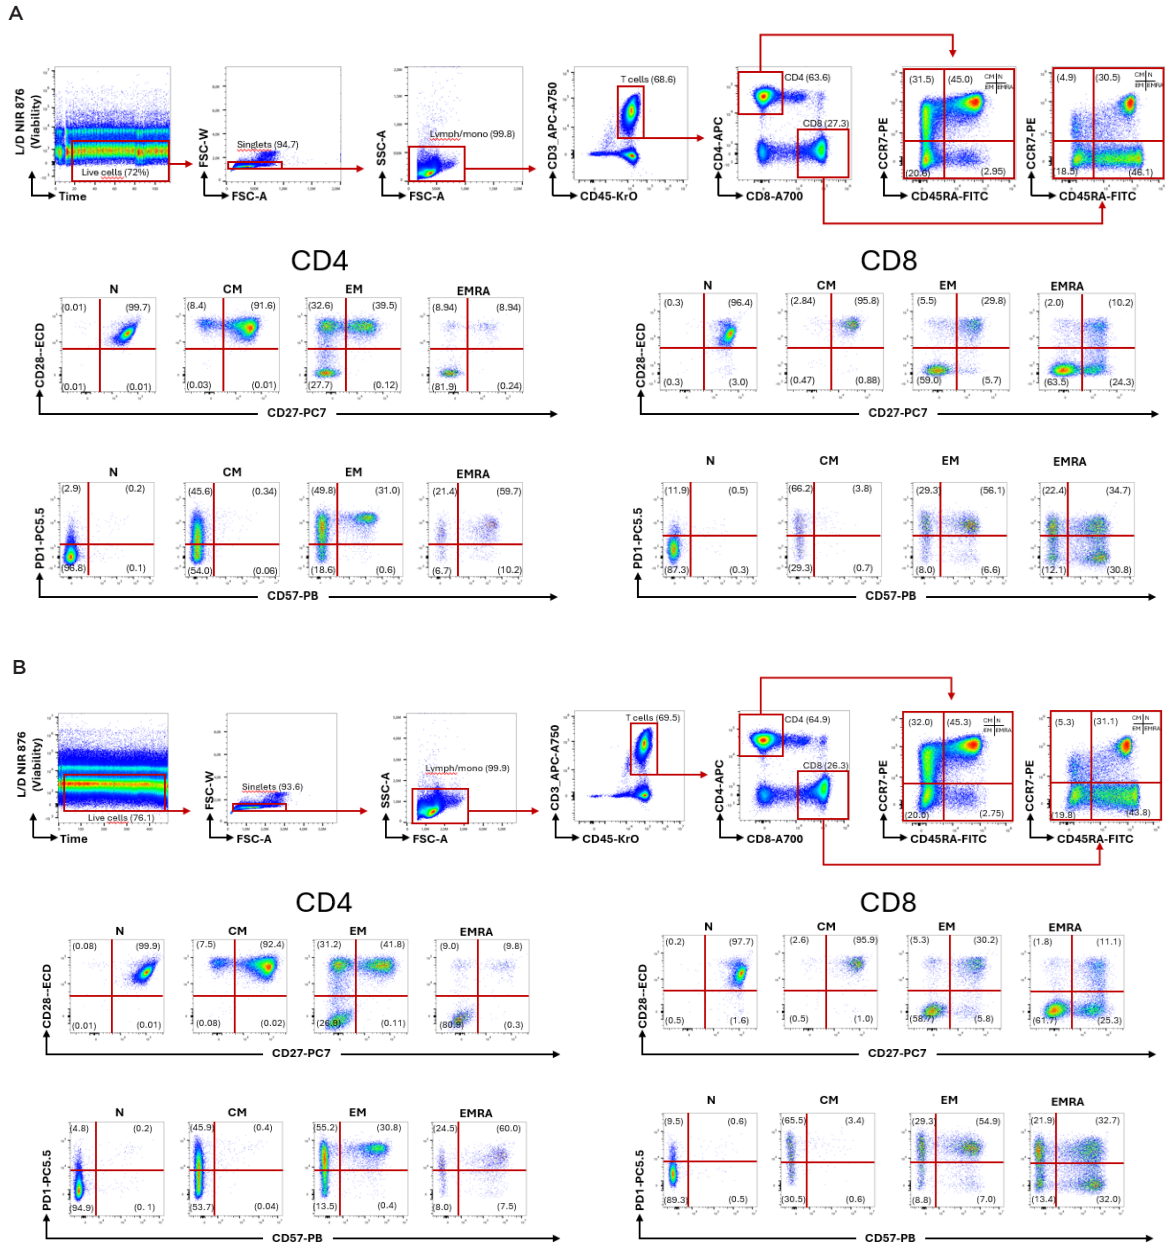 A
L/D NIR 876
(Viability)
Live cells (72%)
Time
FSC-W
Singlets (94.7)
FSC-A
SSC-A
Lymph/mono (99.8)
FSC-A
CD3_APC-A750
T cells (68.6)
CD45-KrO
CD4-APC
CD4 (63.6)
CD8 (27.3)
CD8-A700
CCR7-PE
(31.5) (45.0)
CM N
EM EMRA
(20.6) (2.95)
CD45RA-FITC
CCR7-PE
(4.9) (30.5)
CM N
EM EMRA
(18.5) (46.1)
CD45RA-FITC
CD4
N CM EM EMRA
(0.01) (99.7) (8.4) (91.6) (32.6) (39.5) (8.94) (8.94)
CD28--ECD
(0.01) (0.01) (0.03) (0.01) (27.7) (0.12) (81.9) (0.24)
CD27-PC7
CD8
N CM EM EMRA
(0.3) (96.4) (2.84) (95.8) (5.5) (29.8) (2.0) (10.2)
CD28--ECD
(0.3) (3.0) (0.47) (0.88) (59.0) (5.7) (63.5) (24.3)
CD27-PC7
N CM EM EMRA
(2.9) (0.2) (45.6) (0.34) (49.8) (31.0) (21.4) (59.7)
PD1-PC5.5
(0.1) (54.0) (0.06) (18.6) (0.6) (6.7) (10.2)
CD57-PB
N CM EM EMRA
(11.9) (0.5) (66.2) (3.8) (29.3) (56.1) (22.4) (34.7)
PD1-PC5.5
(87.3) (0.3) (29.3) (0.7) (8.0) (6.6) (12.1) (30.8)
CD57-PB
B
L/D NIR 876
(Viability)
Live cells (76.1)
Time
FSC-W
Singlets (93.6)
FSC-A
SSC-A
Lymph/mono (99.9)
FSC-A
CD3_APC-A750
T cells (69.5)
CD45-KrO
CD4-APC
CD4 (64.9)
CD8 (26.3)
CD8-A700
CCR7-PE
(32.0) (45.3)
CM N
EM EMRA
(20.0) (2.75)
CD45RA-FITC
CCR7-PE
(5.3) (31.1)
CM N
EM EMRA
(19.8) (43.8)
CD45RA-FITC
CD4
N CM EM EMRA
(0.08) (99.9) (7.5) (92.4) (31.2) (41.8) (9.0) (9.8)
CD28--ECD
(0.01) (0.01) (0.08) (0.02) (26.9) (0.11) (80.9) (0.3)
CD27-PC7
CD8
N CM EM EMRA
(0.2) (97.7) (2.6) (95.9) (5.3) (30.2) (1.8) (11.1)
CD28--ECD
(0.5) (1.6) (0.5) (1.0) (58.7) (5.8) (61.7) (25.3)
CD27-PC7
N CM EM EMRA
(4.8) (0.2) (45.9) (0.4) (55.2) (30.8) (24.5) (60.0)
PD1-PC5.5
(94.9) (0. 1) (53.7) (0.04) (13.5) (0.4) (8.0) (7.5)
CD57-PB
N CM EM EMRA
(9.5) (0.6) (65.5) (3.4) (29.3) (54.9) (21.9) (32.7)
PD1-PC5.5
(89.3) (0.5) (30.5) (0.6) (8.8) (7.0) (13.4) (32.0)
CD57-PB